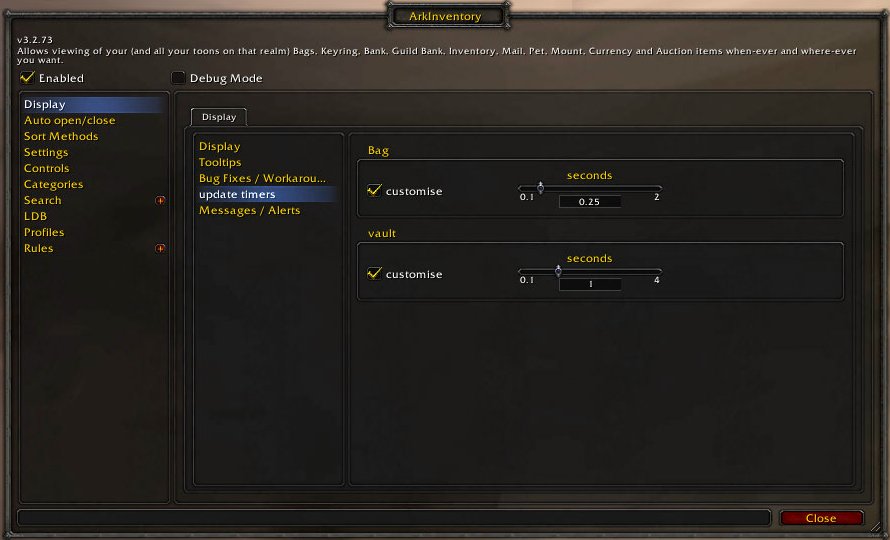 ArkInventory
v3.2.73
Allows viewing of your (and all your toons on that realm) Bags, Keyring, Bank, Guild Bank, Inventory, Mail, Pet, Mount, Currency and Auction items when-ever and where-ever
you want.
Enabled
Debug Mode
Display
Auto open/close
Sort Methods
Settings
Controls
Categories
Search
LDB
Profiles
Rules
Display
Display
Tooltips
Bug Fixes / Workarou...
update timers
Messages / Alerts
Bag
customise
seconds
0.1
2
0.25
vault
customise
seconds
0.1
4
1
Close